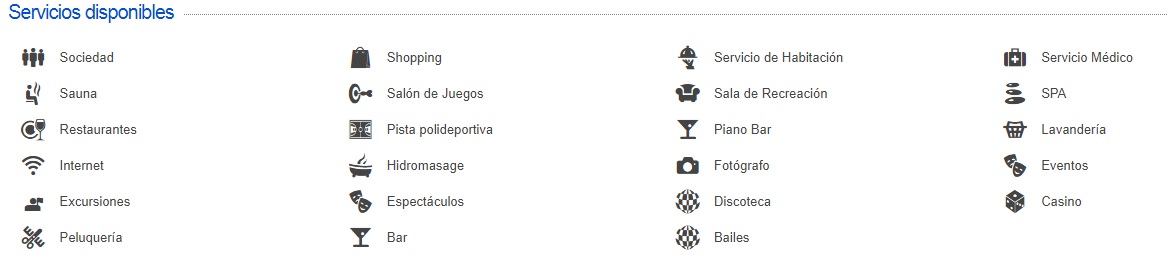 Servicios disponibles
Sociedad
Shopping
Servicio de Habitación
Servicio Médico
Sauna
Salón de Juegos
Sala de Recreación
SPA
Restaurantes
Pista polideportiva
Piano Bar
Lavandería
Internet
Hidromasage
Fotógrafo
Eventos
Excursiones
Espectáculos
Discoteca
Casino
Peluquería
Bar
Bailes